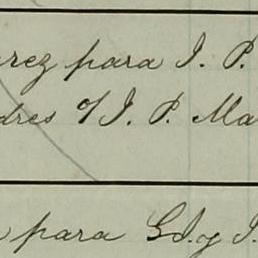 rez para I. P.
dres %I. P. Ma
para G.I. y I.